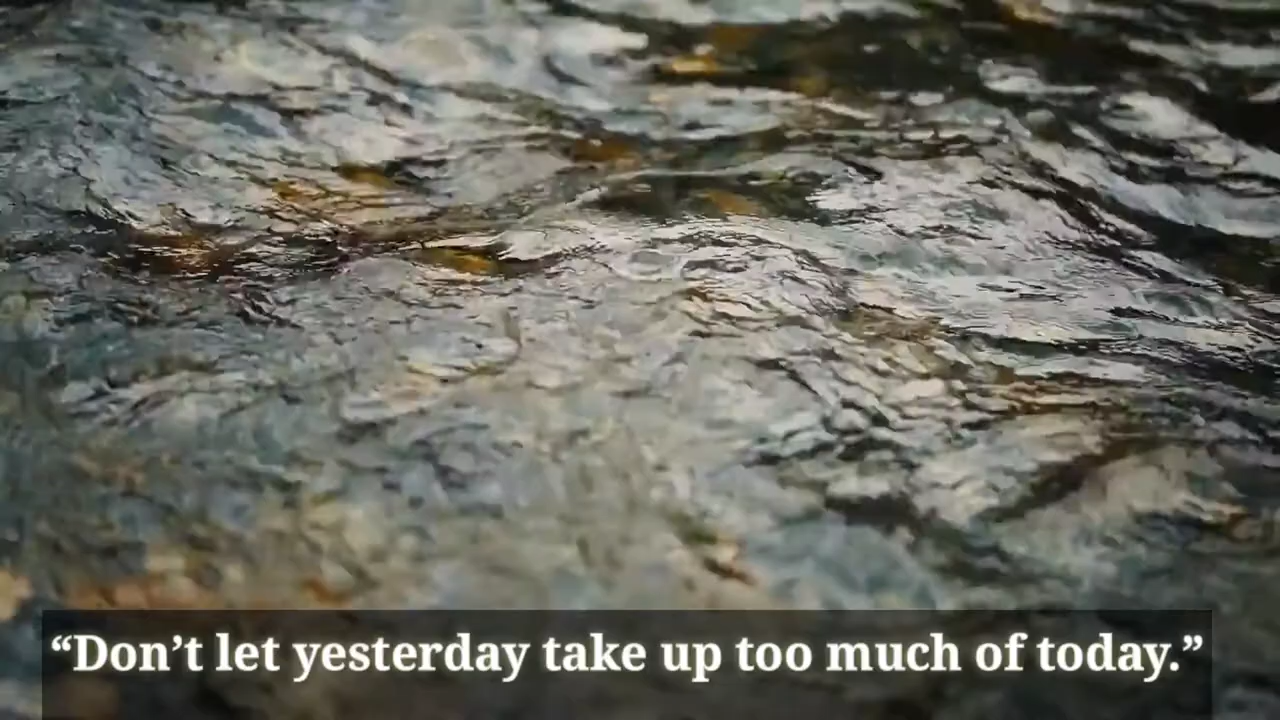 “Don’t let yesterday take up too much of today.”